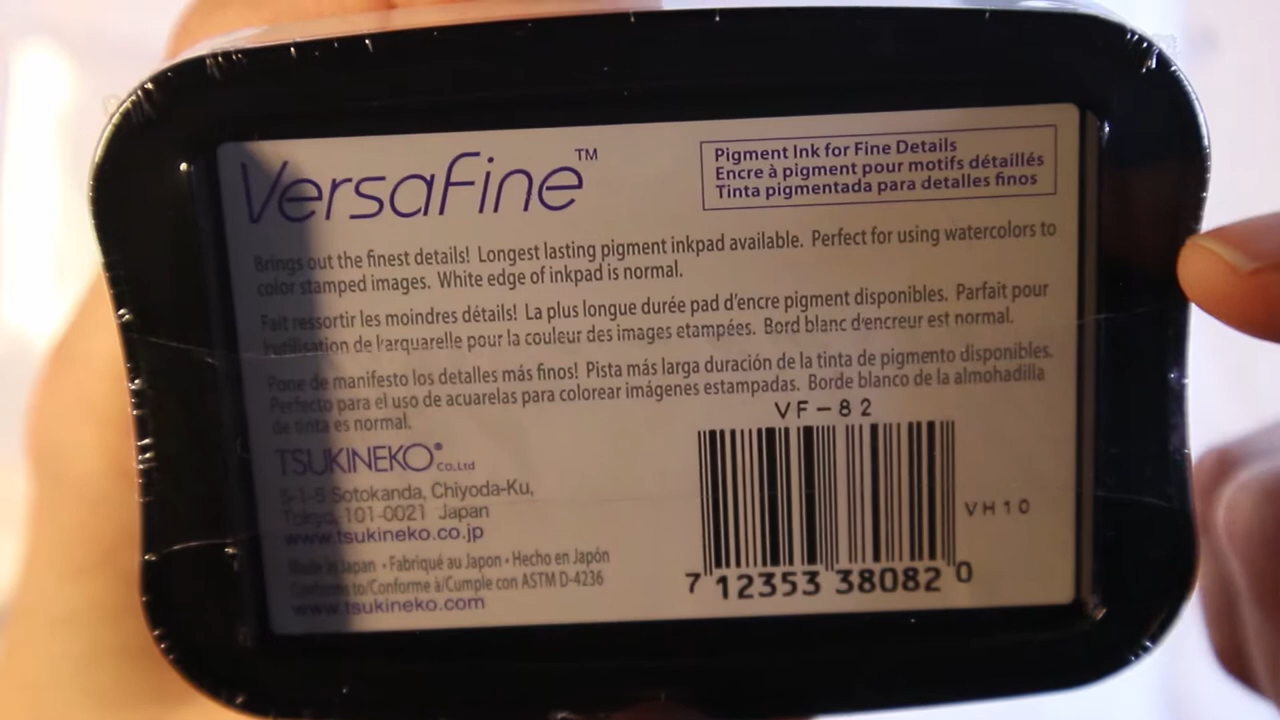 VersaFine™
Pigment Ink for Fine Details
Encre à pigment pour motifs détaillés
Tinta pigmentada para detalles finos
Brings out the finest details! Longest lasting pigment inkpad available. Perfect for using watercolors to
color stamped images. White edge of inkpad is normal.
Fait ressortir les moindres détails! La plus longue durée pad d'encre pigment disponibles. Parfait pour
l'utilisation de l'arquarelle pour la couleur des images etampées. Bord blanc d'encreur est normal.
Pone de manifesto los detalles más finos! Pista más larga duración de la tinta de pigmento disponibles.
Perfecto para el uso de acuarelas para colorear imágenes estampadas. Borde blanco de la almohadilla
de tinta es normal.
VF-82
TSUKINEKO® Co.,Ltd
5-1-8 Sotokanda, Chiyoda-Ku,
Tokyo, 101-0021 Japan
www.tsukineko.co.jp
VH10
Made in Japan • Fabriqué au Japon • Hecho en Japón
Conforms to/Conforme à/Cumple con ASTM D-4236
www.tsukineko.com
7 12353 38082 0